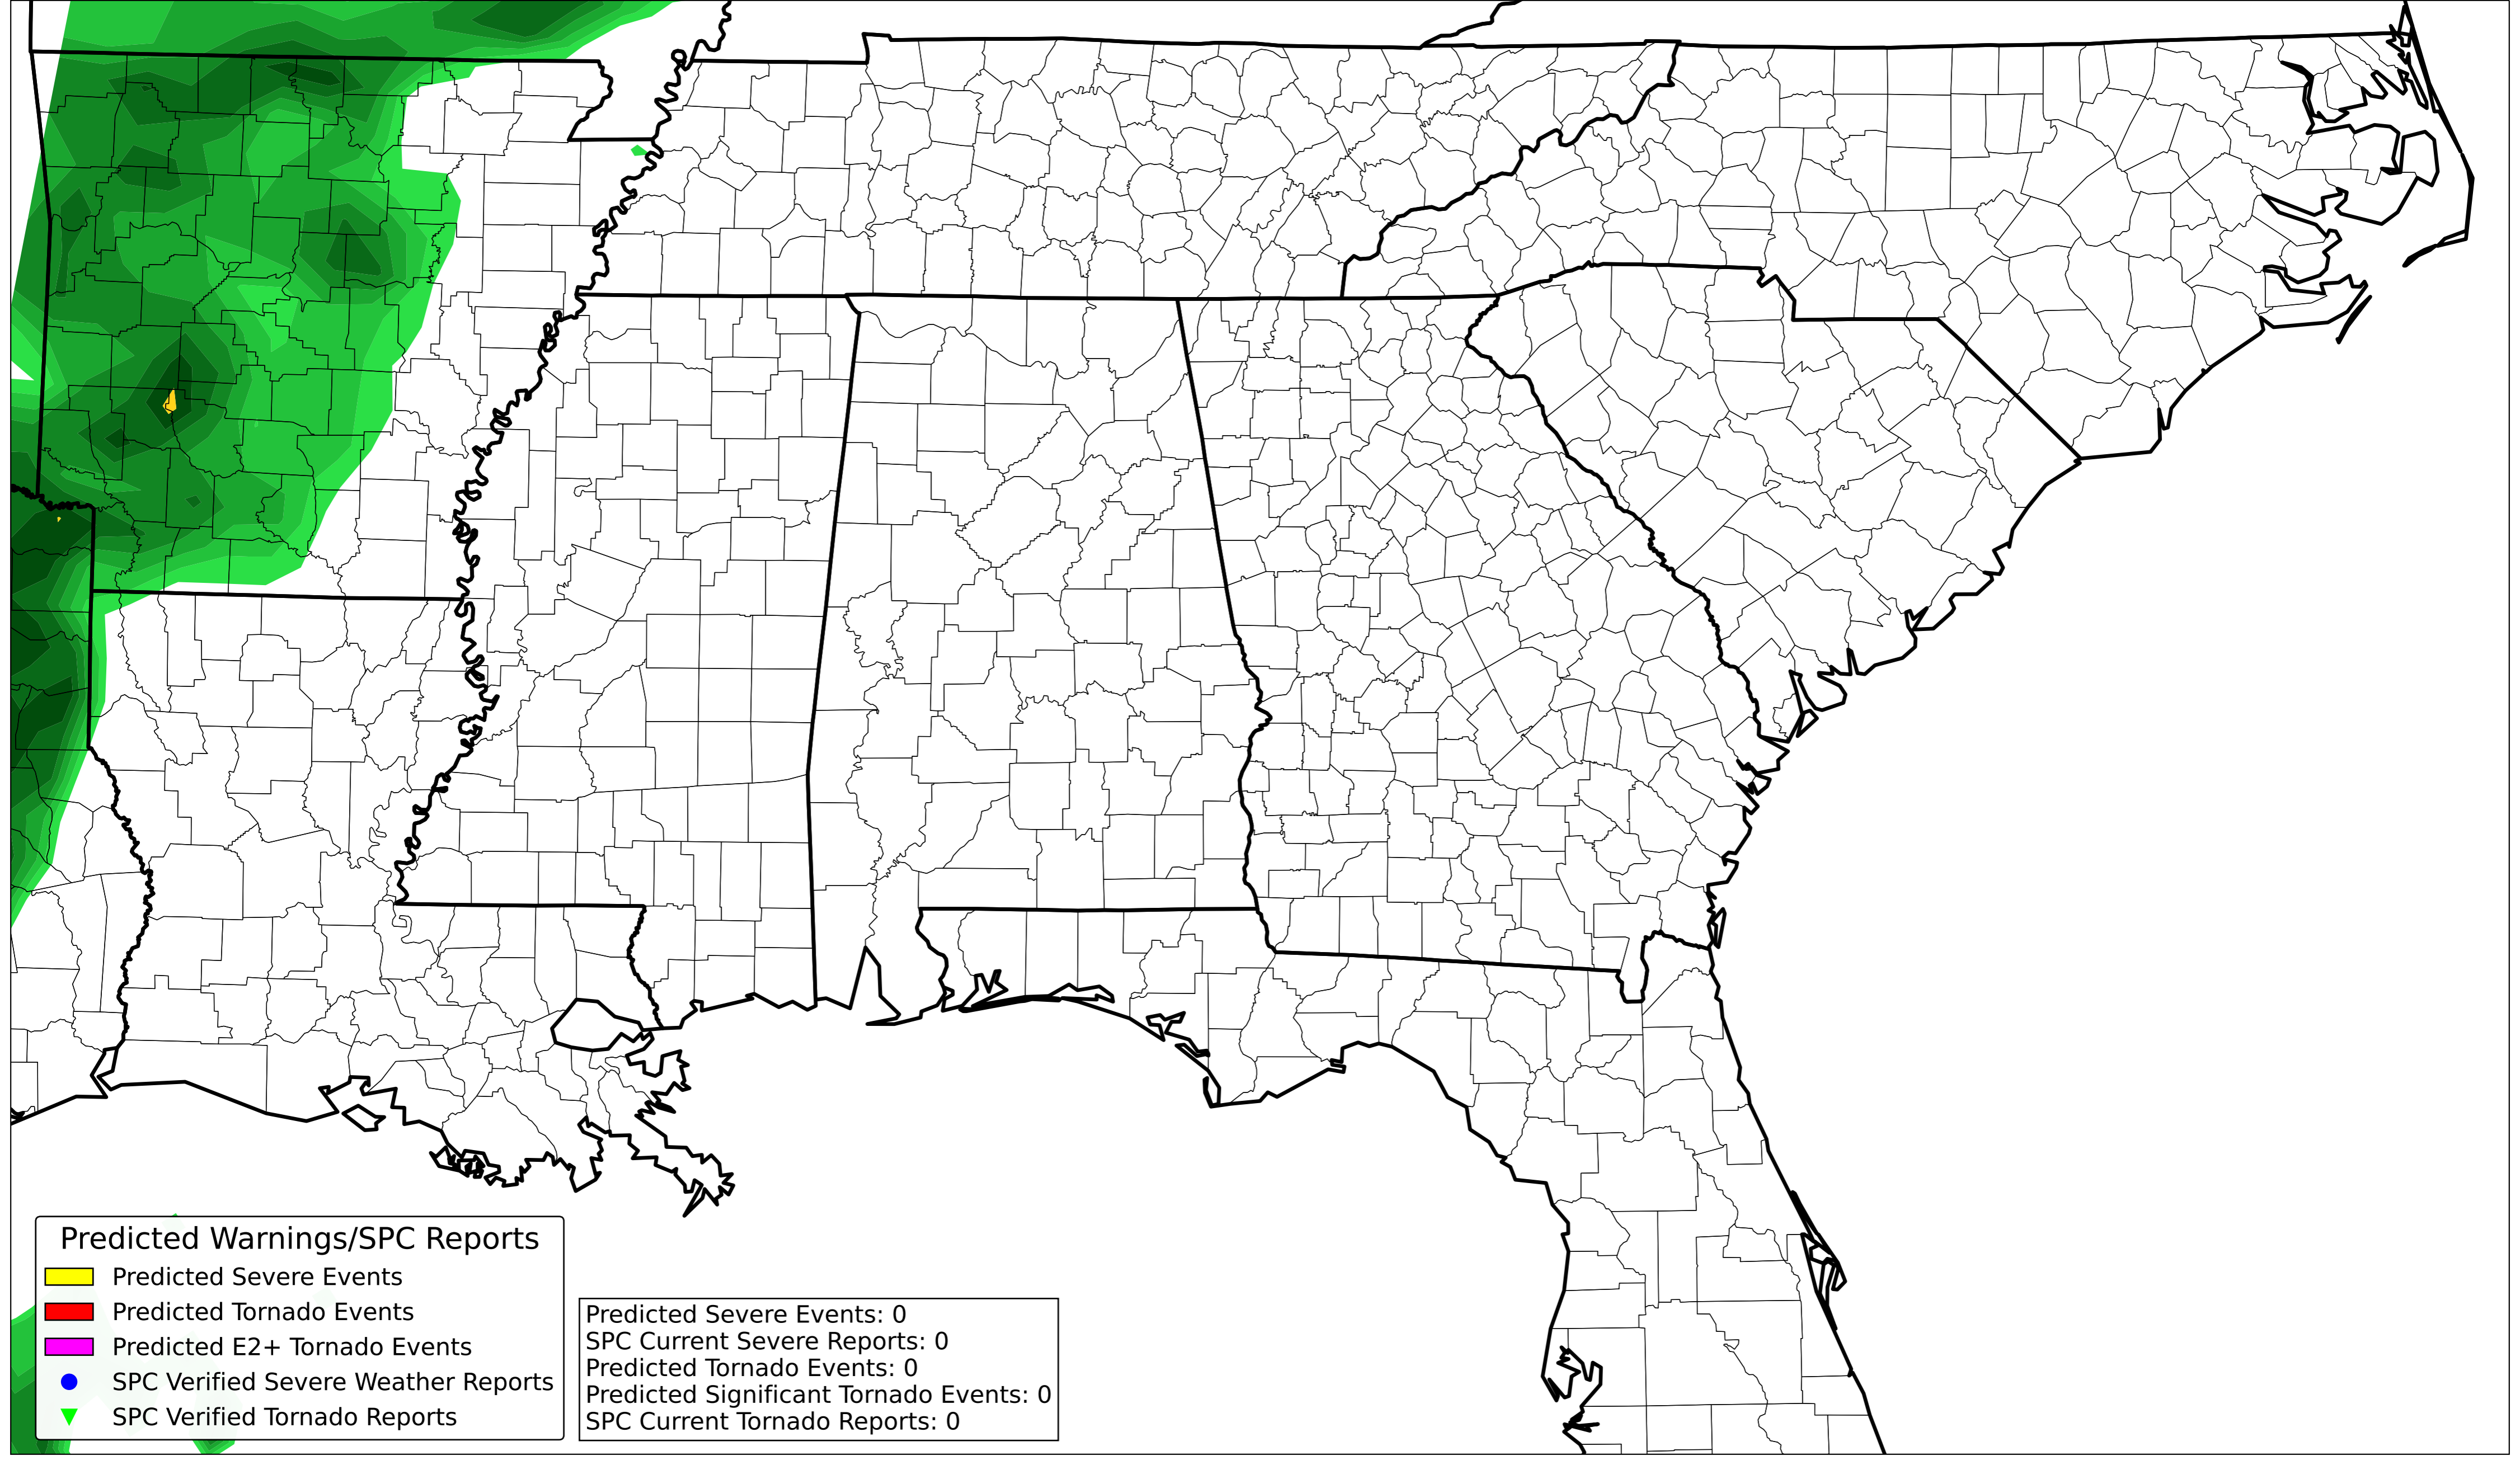 Predicted Warnings/SPC Reports
Predicted Severe Events
Predicted Tornado Events
Predicted E2+ Tornado Events
SPC Verified Severe Weather Reports
SPC Verified Tornado Reports
Predicted Severe Events: 0
SPC Current Severe Reports: 0
Predicted Tornado Events: 0
Predicted Significant Tornado Events: 0
SPC Current Tornado Reports: 0